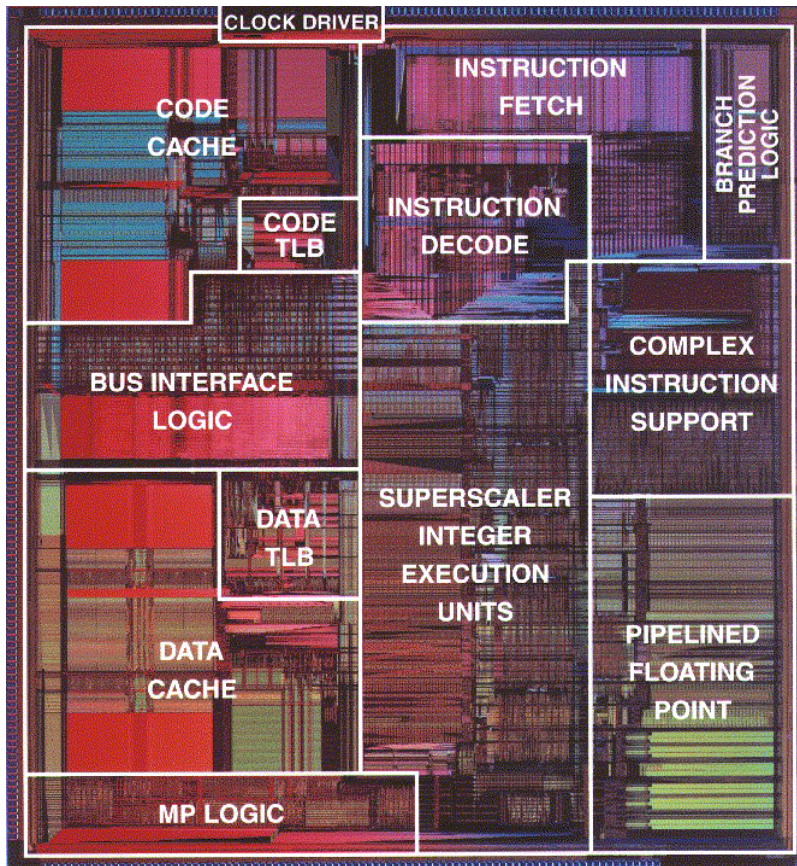 CLOCK DRIVER
CODE
CACHE
INSTRUCTION
FETCH
BRANCH
PREDICTION
LOGIC
CODE
TLB
INSTRUCTION
DECODE
BUS INTERFACE
LOGIC
COMPLEX
INSTRUCTION
SUPPORT
DATA
TLB
SUPERSCALER
INTEGER
EXECUTION
UNITS
DATA
CACHE
PIPELINED
FLOATING
POINT
MP LOGIC